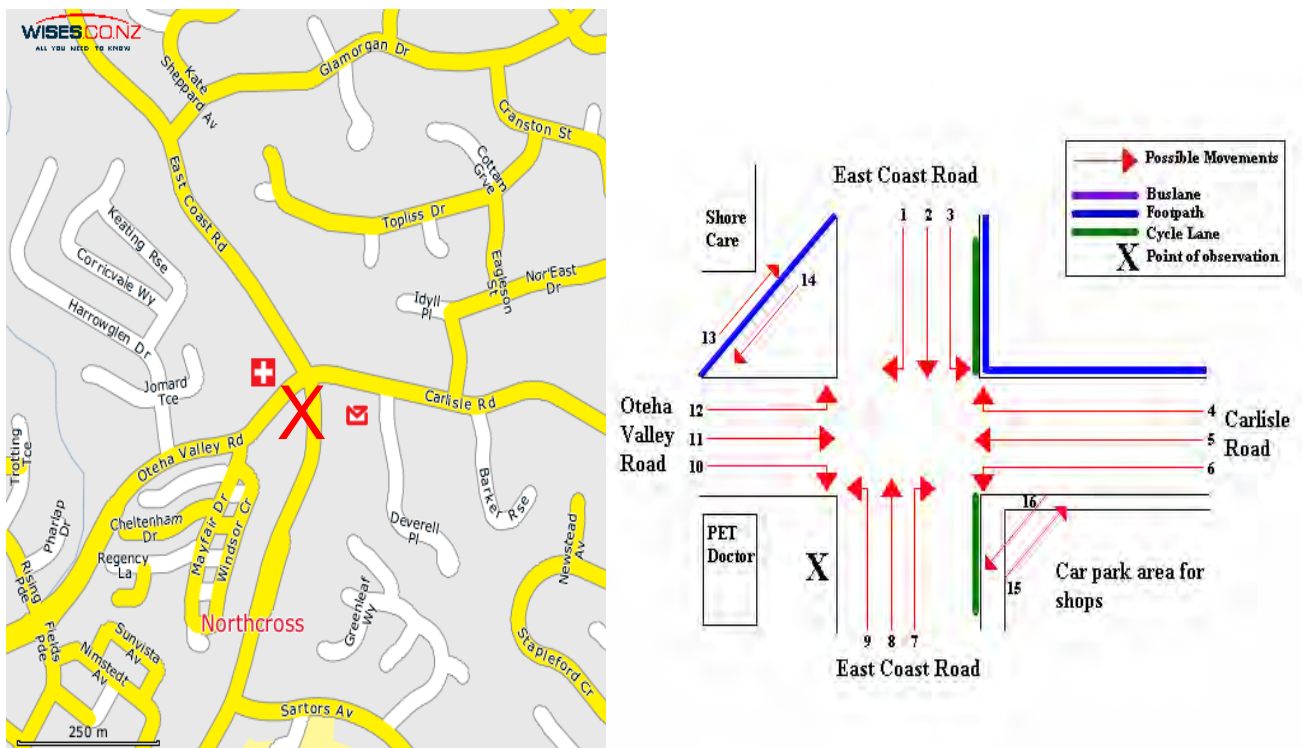 WISES.CO.NZ
ALL YOU NEED TO KNOW
Glamorgan Dr
Kate
Sheppard Av
Cranston St
East Coast Rd
Cottam
Grve
Topliss Dr
Keating Rse
Corricvale Wy
Harrowglen Dr
Eagleson
St
Nor'East
Dr
Idyll
Pl
Jomard
Tce
Carlisle Rd
Oteha Valley Rd
Trotting
Tce
Barker Rse
Pharlap
Dr
Cheltenham
Dr
Mayfair Dr
Windsor Cr
Deverell
Pl
Newstead
Av
Regency
La
Rising
Pde
Greenleaf
Wy
Northcross
Fields
Pde
Sunvista
Av
Nimstedt
Av
Stapleford Cr
Sartors Av
250 m
X
East Coast Road
1 2 3
Shore
Care
14
13
Possible Movements
Buslane
Footpath
Cycle Lane
X Point of observation
Oteha
Valley
Road
12
11
10
4
5
6
Carlisle
Road
PET
Doctor
X
16
15
Car park area for
shops
9 8 7
East Coast Road